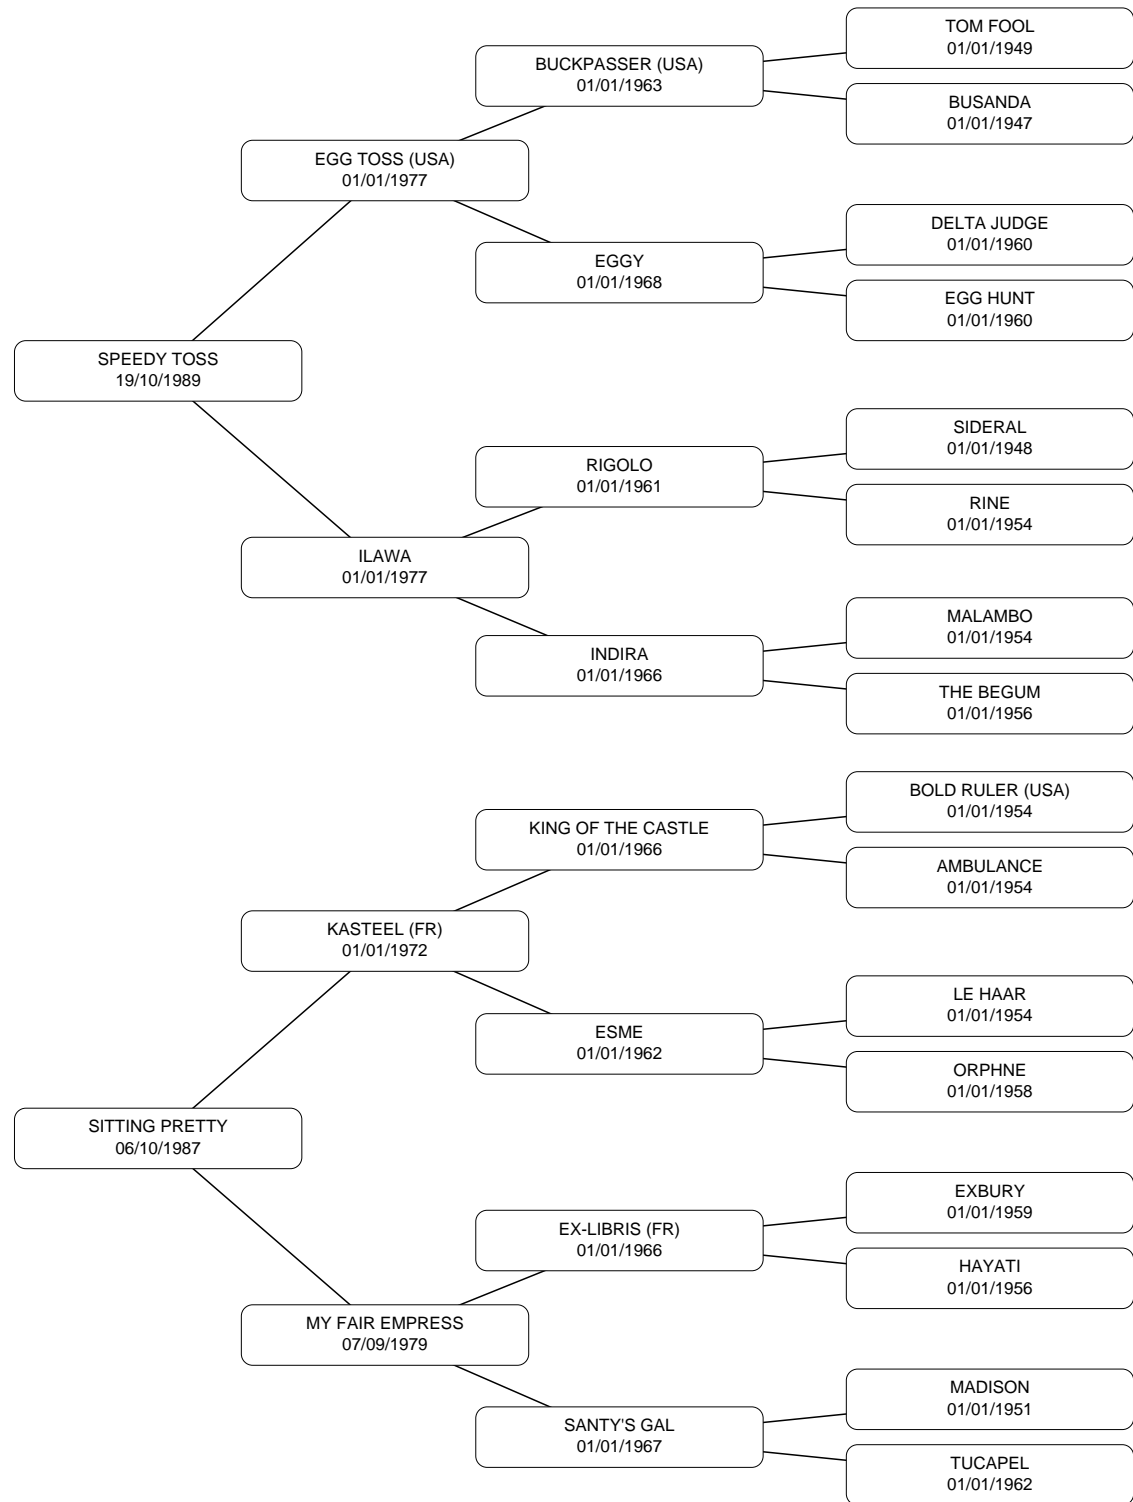 TOM FOOL
01/01/1949
BUCKPASSER (USA)
01/01/1963
BUSANDA
01/01/1947
EGG TOSS (USA)
01/01/1977
DELTA JUDGE
01/01/1960
EGGY
01/01/1968
EGG HUNT
01/01/1960
SPEEDY TOSS
19/10/1989
SIDERAL
01/01/1948
RIGOLO
01/01/1961
RINE
01/01/1954
ILAWA
01/01/1977
MALAMBO
01/01/1954
INDIRA
01/01/1966
THE BEGUM
01/01/1956
BOLD RULER (USA)
01/01/1954
KING OF THE CASTLE
01/01/1966
AMBULANCE
01/01/1954
KASTEEL (FR)
01/01/1972
LE HAAR
01/01/1954
ESME
01/01/1962
ORPHNE
01/01/1958
SITTING PRETTY
06/10/1987
EXBURY
01/01/1959
EX-LIBRIS (FR)
01/01/1966
HAYATI
01/01/1956
MY FAIR EMPRESS
07/09/1979
MADISON
01/01/1951
SANTY'S GAL
01/01/1967
TUCAPEL
01/01/1962